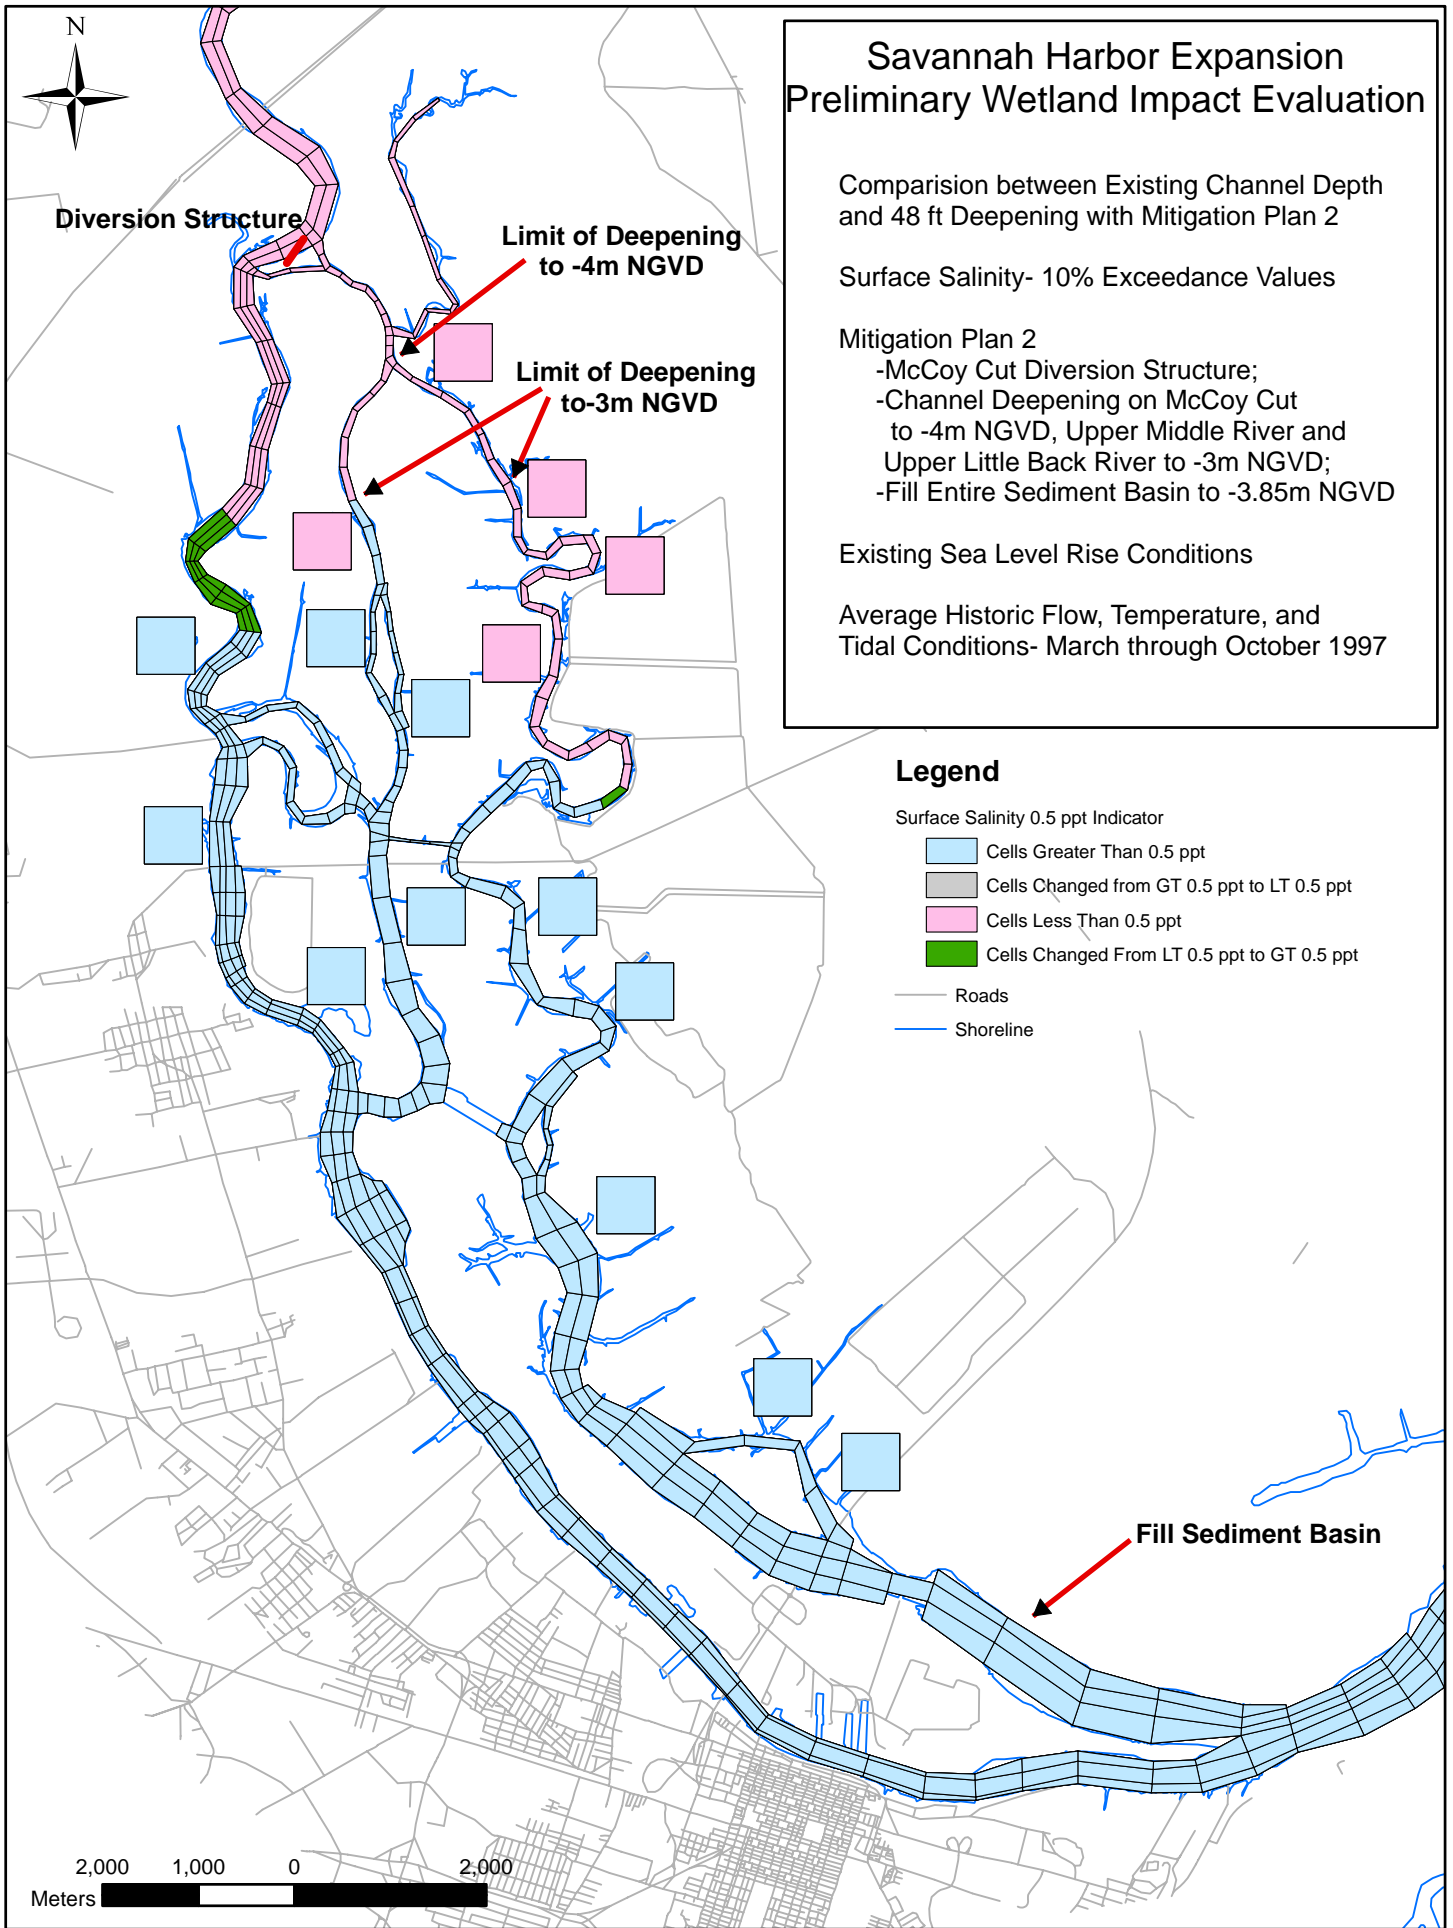 N
Savannah Harbor Expansion
Preliminary Wetland Impact Evaluation
Comparision between Existing Channel Depth
and 48 ft Deepening with Mitigation Plan 2
Surface Salinity- 10% Exceedance Values
Mitigation Plan 2
-McCoy Cut Diversion Structure;
-Channel Deepening on McCoy Cut
to -4m NGVD, Upper Middle River and
Upper Little Back River to -3m NGVD;
-Fill Entire Sediment Basin to -3.85m NGVD
Existing Sea Level Rise Conditions
Average Historic Flow, Temperature, and
Tidal Conditions- March through October 1997
Diversion Structure
Limit of Deepening
to -4m NGVD
Limit of Deepening
to-3m NGVD
Legend
Surface Salinity 0.5 ppt Indicator
Cells Greater Than 0.5 ppt
Cells Changed from GT 0.5 ppt to LT 0.5 ppt
Cells Less Than 0.5 ppt
Cells Changed From LT 0.5 ppt to GT 0.5 ppt
Roads
Shoreline
Fill Sediment Basin
2,000 1,000 0 2,000
Meters